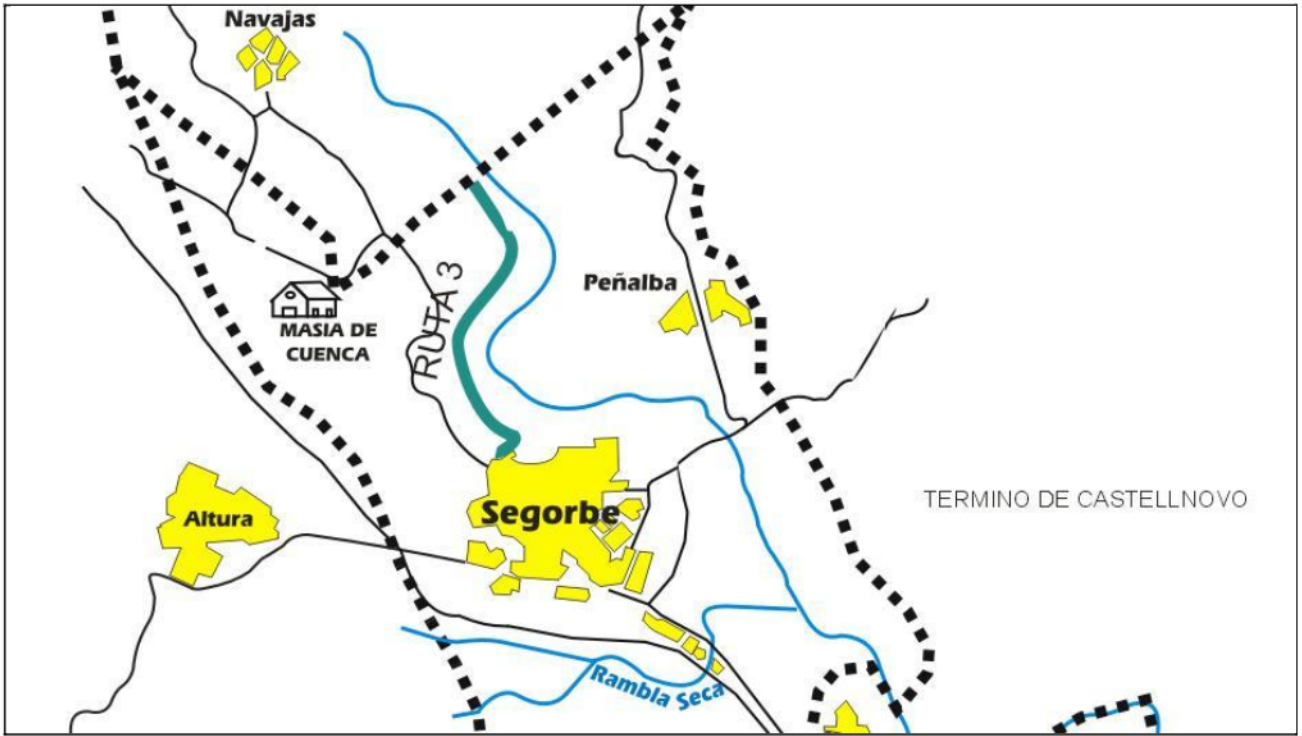 Navajas
Peñalba
RUTA 3
MASIA DE
CUENCA
TERMINO DE CASTELLNOVO
Segorbe
Altura
Rambla Seca